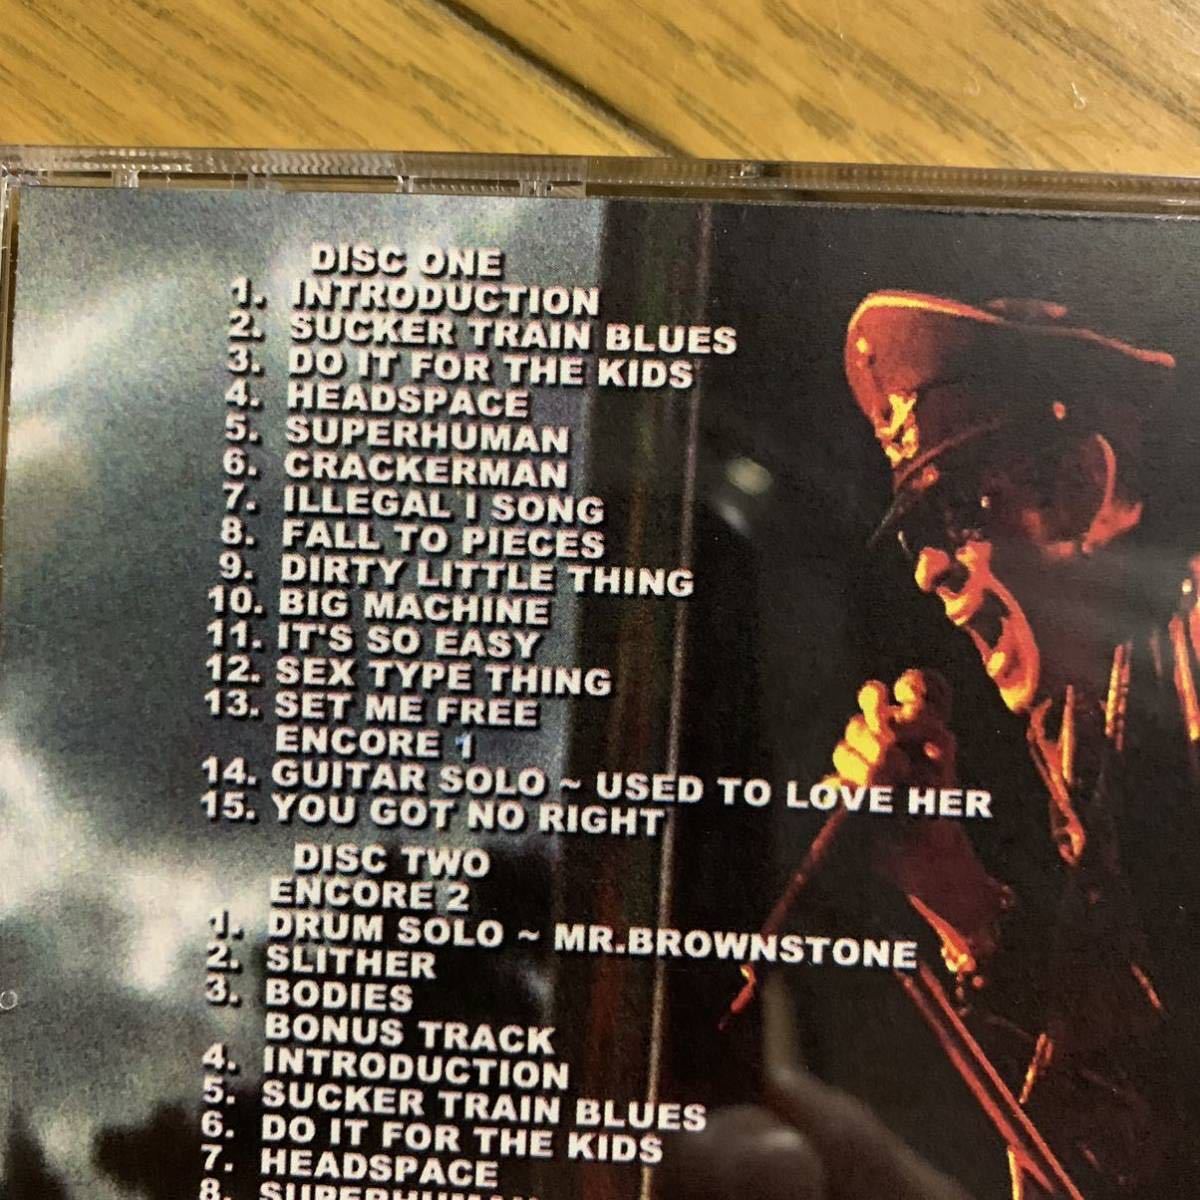 DISC ONE
1. INTRODUCTION
2. SUCKER TRAIN BLUES
3. DO IT FOR THE KIDS
4. HEADSPACE
5. SUPERHUMAN
6. CRACKERMAN
7. ILLEGAL I SONG
8. FALL TO PIECES
9. DIRTY LITTLE THING
10. BIG MACHINE
11. IT'S SO EASY
12. SEX TYPE THING
13. SET ME FREE
ENCORE 1
14. GUITAR SOLO ~ USED TO LOVE HER
15. YOU GOT NO RIGHT
DISC TWO
ENCORE 2
1. DRUM SOLO ~ MR.BROWNSTONE
2. SLITHER
3. BODIES
BONUS TRACK
4. INTRODUCTION
5. SUCKER TRAIN BLUES
6. DO IT FOR THE KIDS
7. HEADSPACE
8. SUPERHUMAN